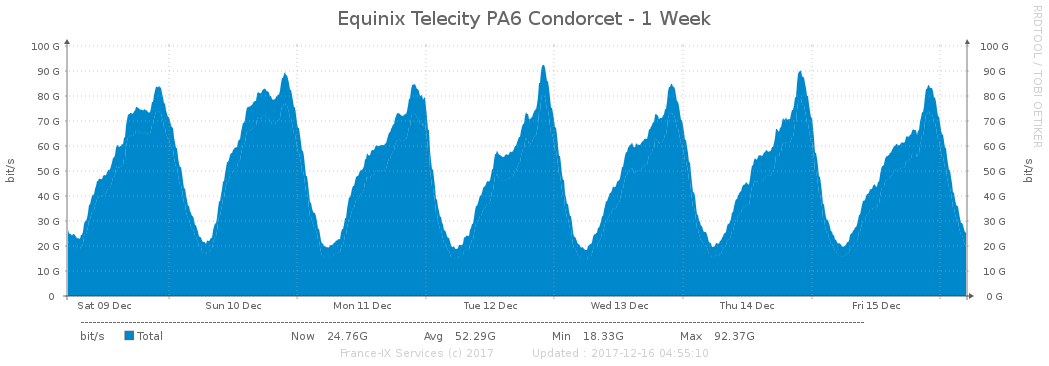 Equinix Telecity PA6 Condorcet - 1 Week
RRDTOOL / TOBI OETIKER
100 G 100 G
90 G 90 G
80 G 80 G
70 G 70 G
60 G 60 G
50 G 50 G
40 G 40 G
30 G 30 G
20 G 20 G
10 G 10 G
0 0 G
bit/s bit/s
Sat 09 Dec Sun 10 Dec Mon 11 Dec Tue 12 Dec Wed 13 Dec Thu 14 Dec Fri 15 Dec
bit/s Total Now 24.76G Avg 52.29G Min 18.33G Max 92.37G
France-IX Services (c) 2017 Updated : 2017-12-16 04:55:10